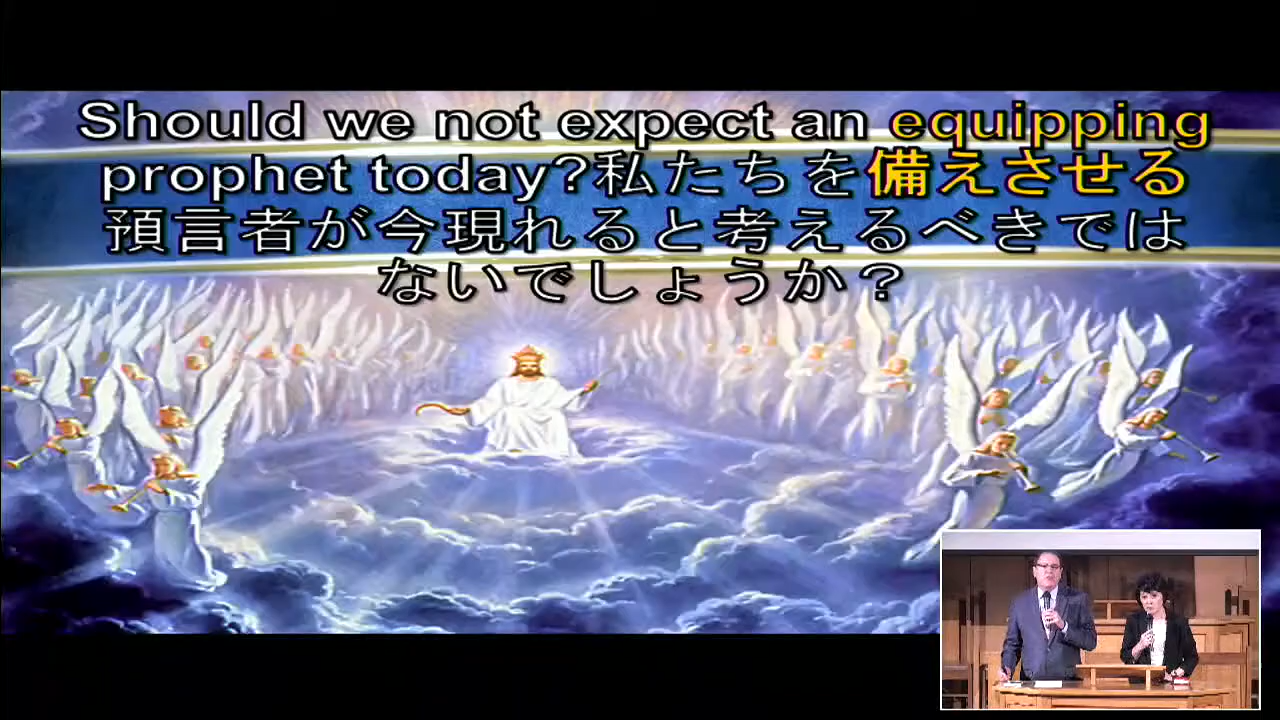 Should we not expect an equipping
prophet today?私たちを備えさせる
預言者が今現れると考えるべきでは
ないでしょうか？